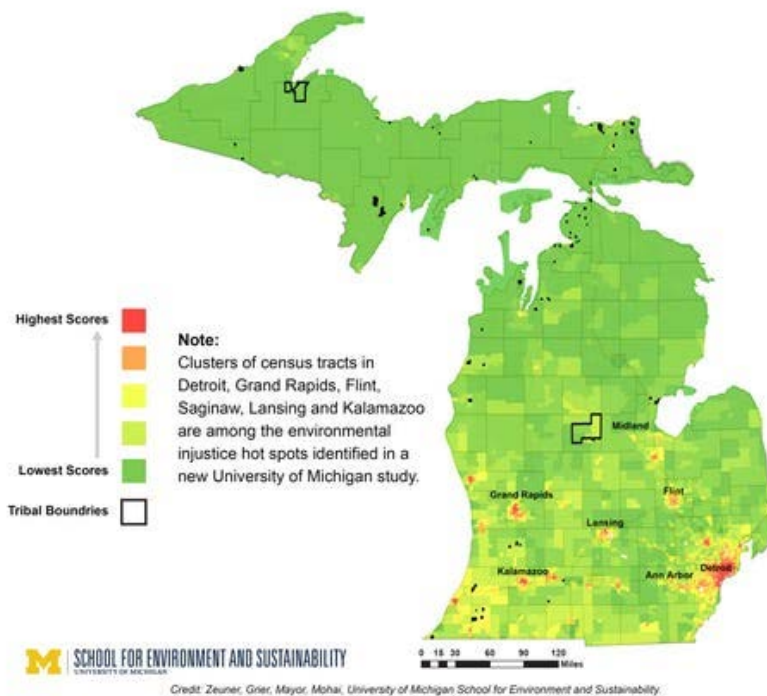 Highest Scores
Lowest Scores
Tribal Boundries
Note:
Clusters of census tracts in
Detroit, Grand Rapids, Flint,
Saginaw, Lansing and Kalamazoo
are among the environmental
injustice hot spots identified in a
new University of Michigan study.
Midland
Grand Rapids
Flint
Lansing
Kalamazoo
Ann Arbor
Detroit
M SCHOOL FOR ENVIRONMENT AND SUSTAINABILITY
UNIVERSITY OF MICHIGAN
0 15 30 60 90 120
Miles
Credit: Zeuner, Grier, Mayor, Mohai, University of Michigan School for Environment and Sustainability.